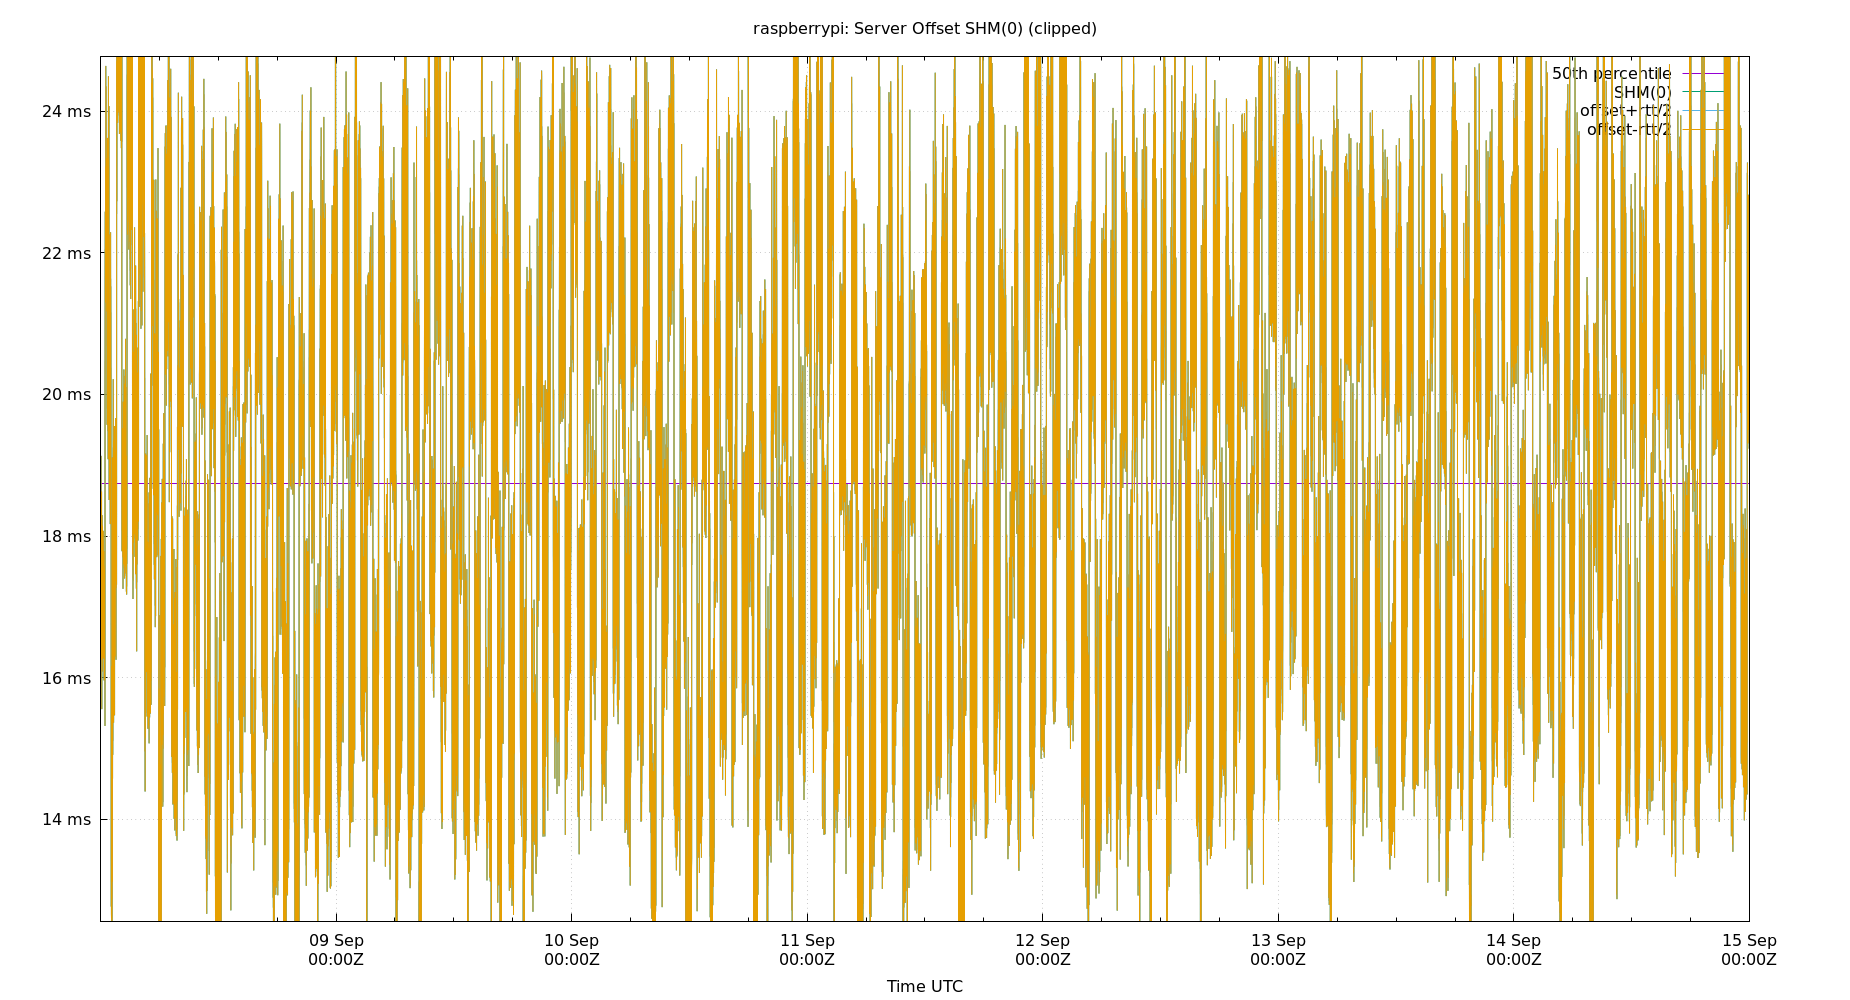 raspberrypi: Server Offset SHM(0) (clipped)
50th percentile
SHM(0)
offset+rtt/2
offset-rtt/2
24 ms
22 ms
20 ms
18 ms
16 ms
14 ms
09 Sep 10 Sep 11 Sep 12 Sep 13 Sep 14 Sep 15 Sep
00:00Z 00:00Z 00:00Z 00:00Z 00:00Z 00:00Z 00:00Z
Time UTC